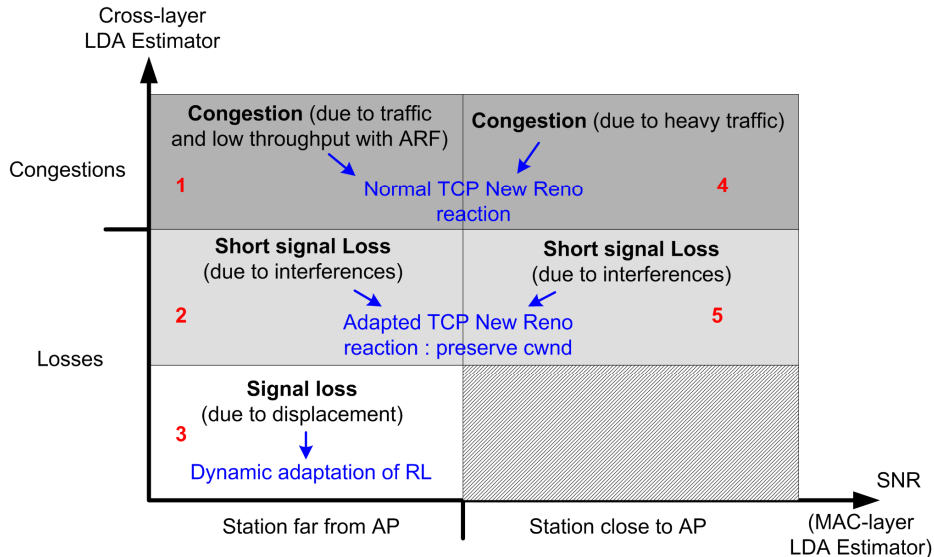 Cross-layer
LDA Estimator
Congestion (due to traffic
and low throughput with ARF)
Congestion (due to heavy traffic)
Congestions
1
Normal TCP New Reno
reaction
4
Short signal Loss
(due to interferences)
Short signal Loss
(due to interferences)
2
Adapted TCP New Reno
reaction : preserve cwnd
5
Losses
Signal loss
(due to displacement)
3
Dynamic adaptation of RL
SNR
(MAC-layer
LDA Estimator)
Station far from AP
Station close to AP